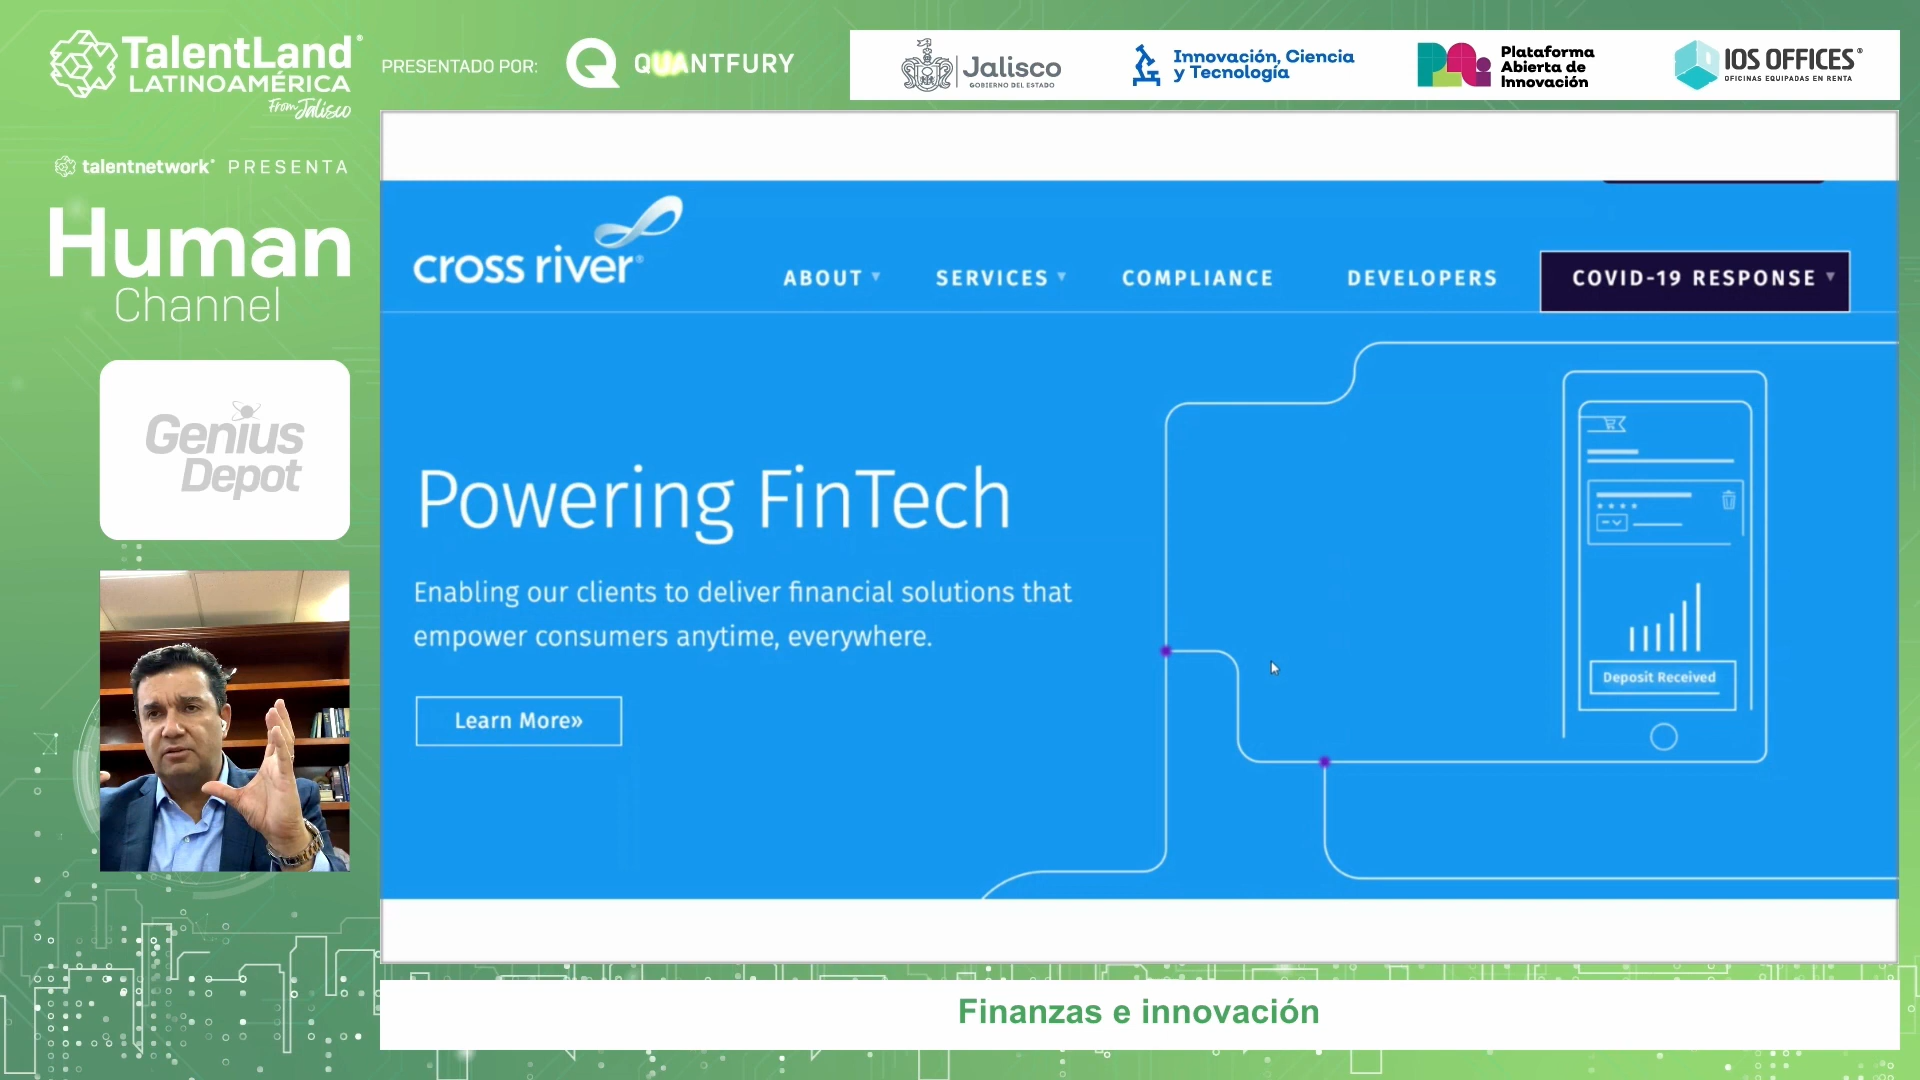 TalentLand®
LATINOAMÉRICA
From Jalisco
PRESENTADO POR:
QUANTFURY
Jalisco
GOBIERNO DEL ESTADO
Innovación, Ciencia
y Tecnología
Plataforma
Abierta de
Innovación
IOS OFFICES®
OFICINAS EQUIPADAS EN RENTA
talentnetwork® PRESENTA
Human
Channel
Genius
Depot
cross river®
ABOUT
SERVICES
COMPLIANCE
DEVELOPERS
COVID-19 RESPONSE
Powering FinTech
Enabling our clients to deliver financial solutions that
empower consumers anytime, everywhere.
Learn More»
Deposit Received
Finanzas e innovación